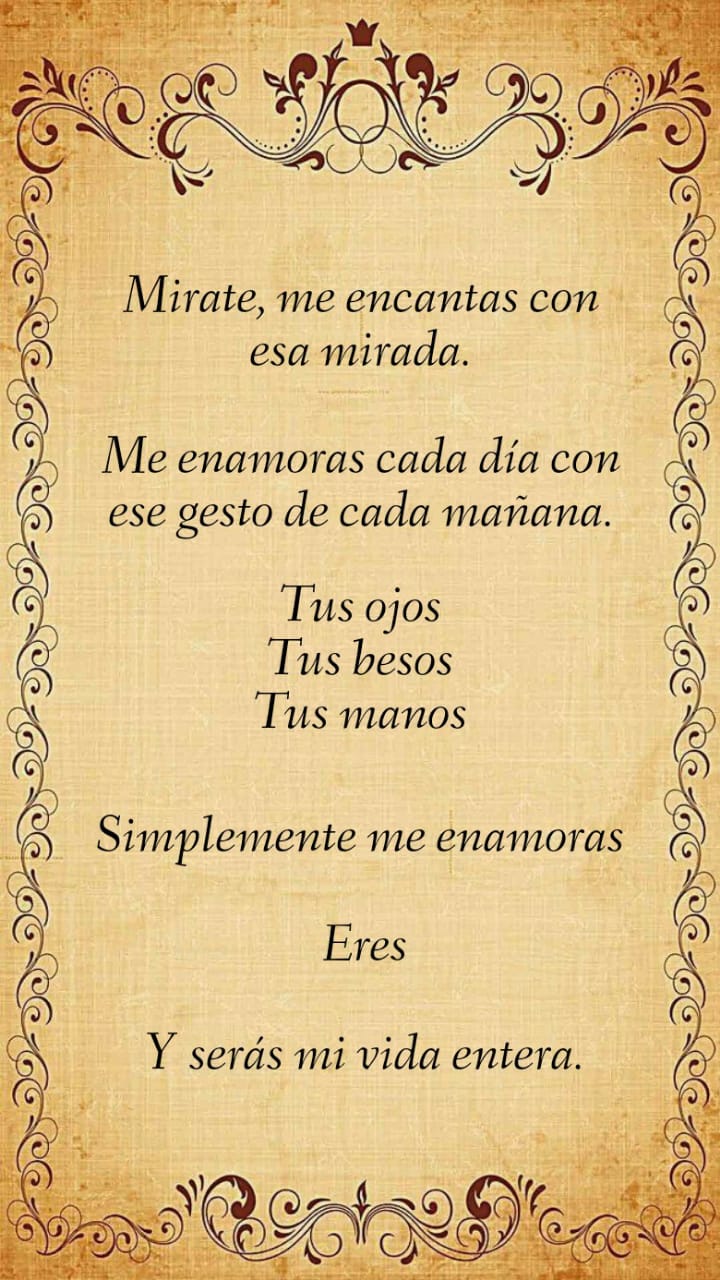 Mirate, me encantas con
esa mirada.
Me enamoras cada día con
ese gesto de cada mañana.
Tus ojos
Tus besos
Tus manos
Simplemente me enamoras
Eres
Y serás mi vida entera.